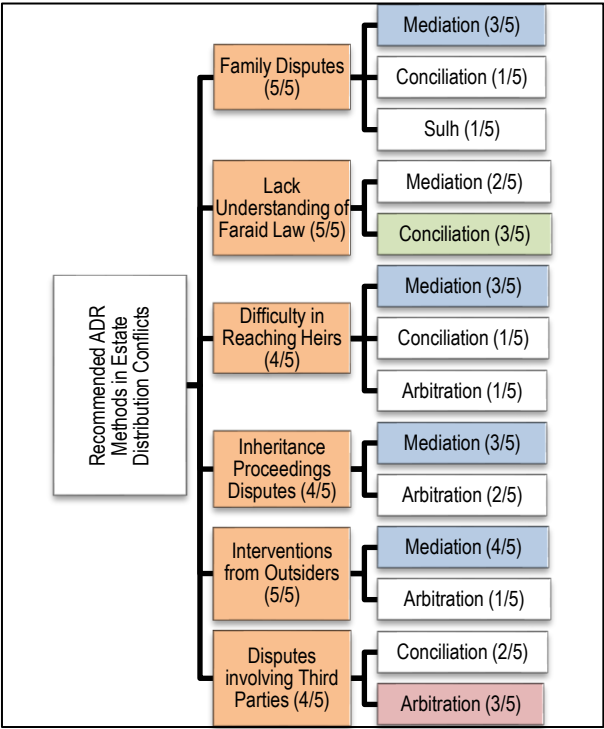 Recommended ADR
Methods in Estate
Distribution Conflicts
Family Disputes
(5/5)
Mediation (3/5)
Conciliation (1/5)
Sulh (1/5)
Lack
Understanding of
Faraid Law (5/5)
Mediation (2/5)
Conciliation (3/5)
Difficulty in
Reaching Heirs
(4/5)
Mediation (3/5)
Conciliation (1/5)
Arbitration (1/5)
Inheritance
Proceedings
Disputes (4/5)
Mediation (3/5)
Arbitration (2/5)
Interventions
from Outsiders
(5/5)
Mediation (4/5)
Arbitration (1/5)
Disputes
involving Third
Parties (4/5)
Conciliation (2/5)
Arbitration (3/5)